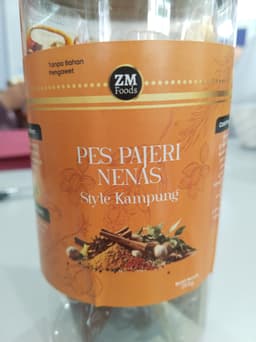 Tanpa Bahan
Pengawet
ZM
Foods
PES PAJERI
NENAS
Style Kampung